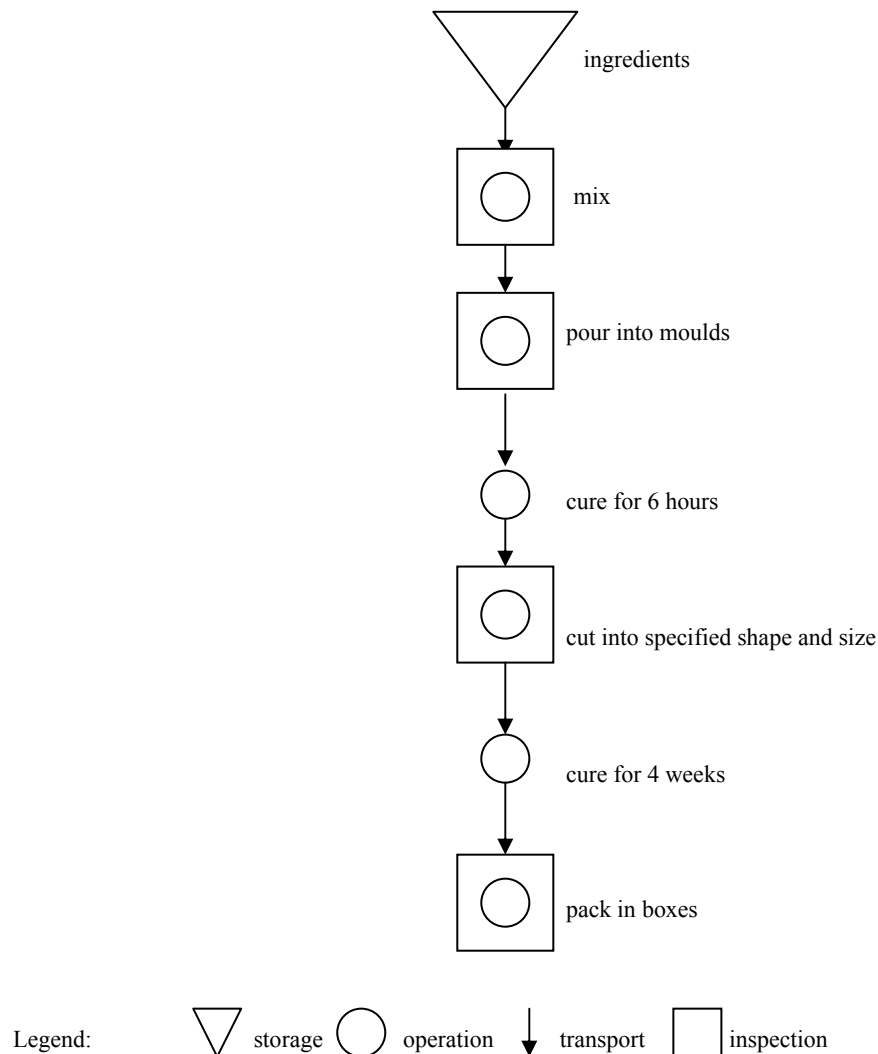 ingredients
mix
pour into moulds
cure for 6 hours
cut into specified shape and size
cure for 4 weeks
pack in boxes
Legend: storage operation transport inspection